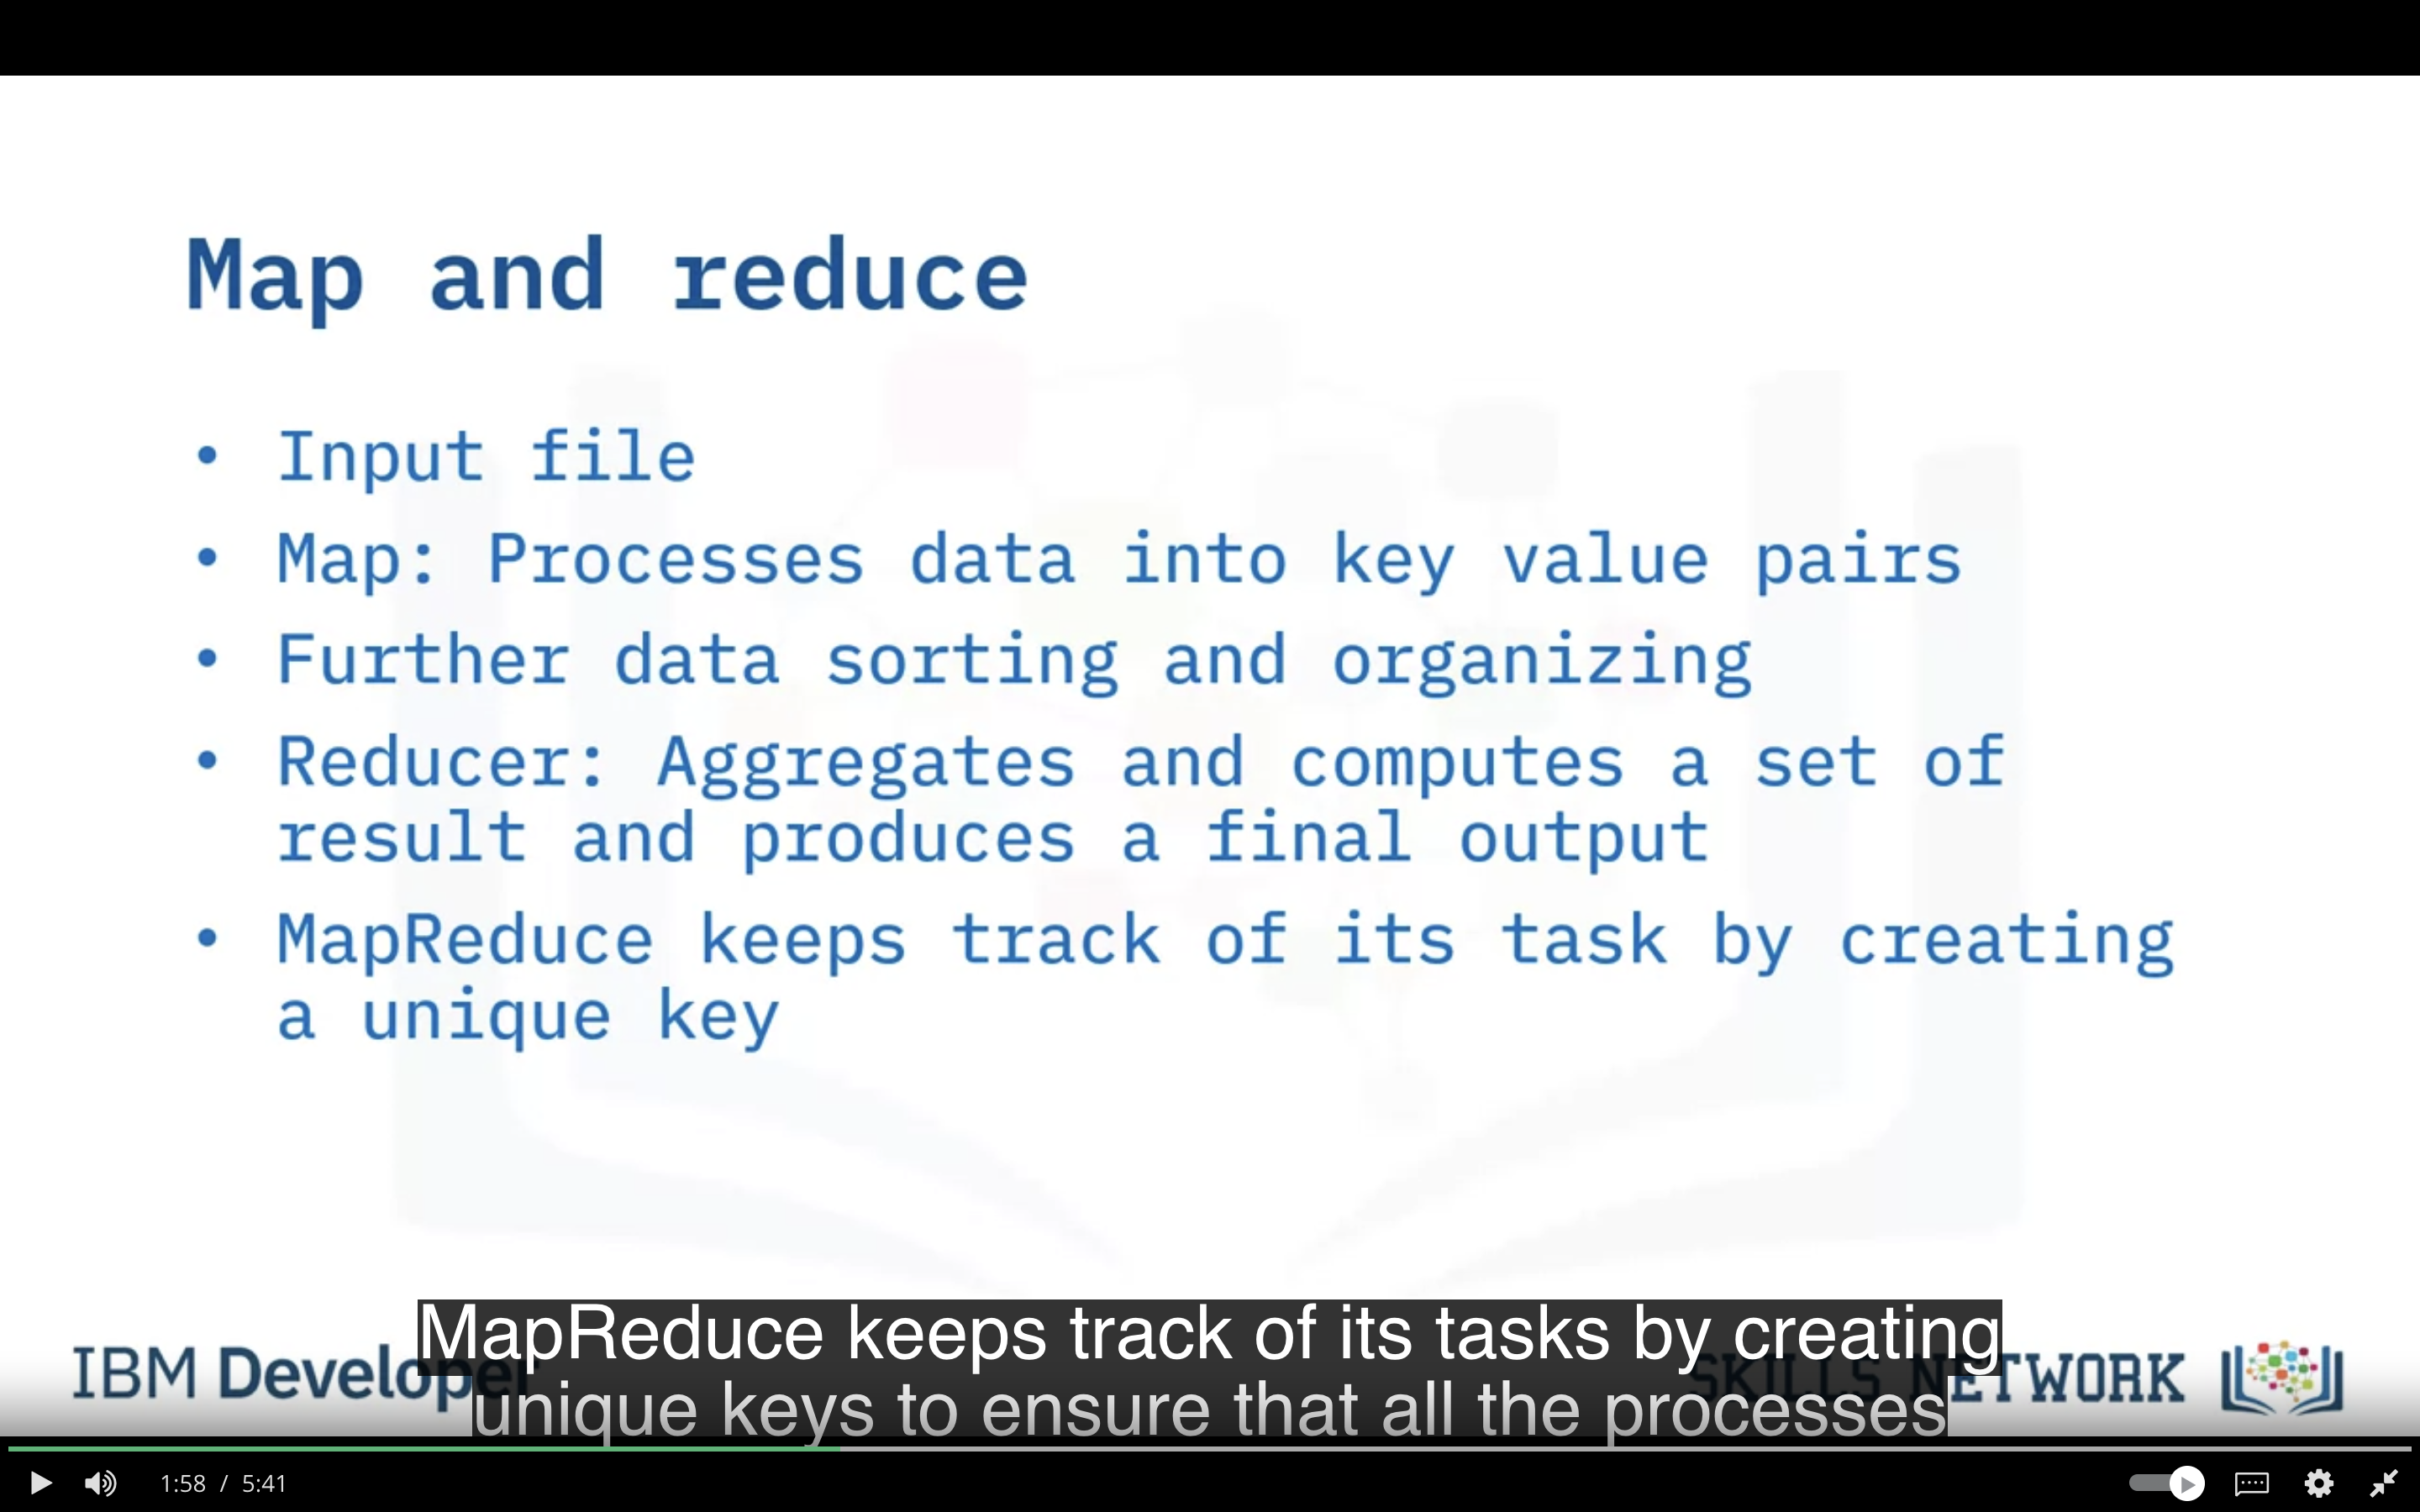 Map and reduce
• Input file
• Map: Processes data into key value pairs
• Further data sorting and organizing
• Reducer: Aggregates and computes a set of
result and produces a final output
• MapReduce keeps track of its task by creating
a unique key
MapReduce keeps track of its tasks by creating
unique keys to ensure that all the processes
IBM Developer
SKILLS NETWORK
1:58 / 5:41